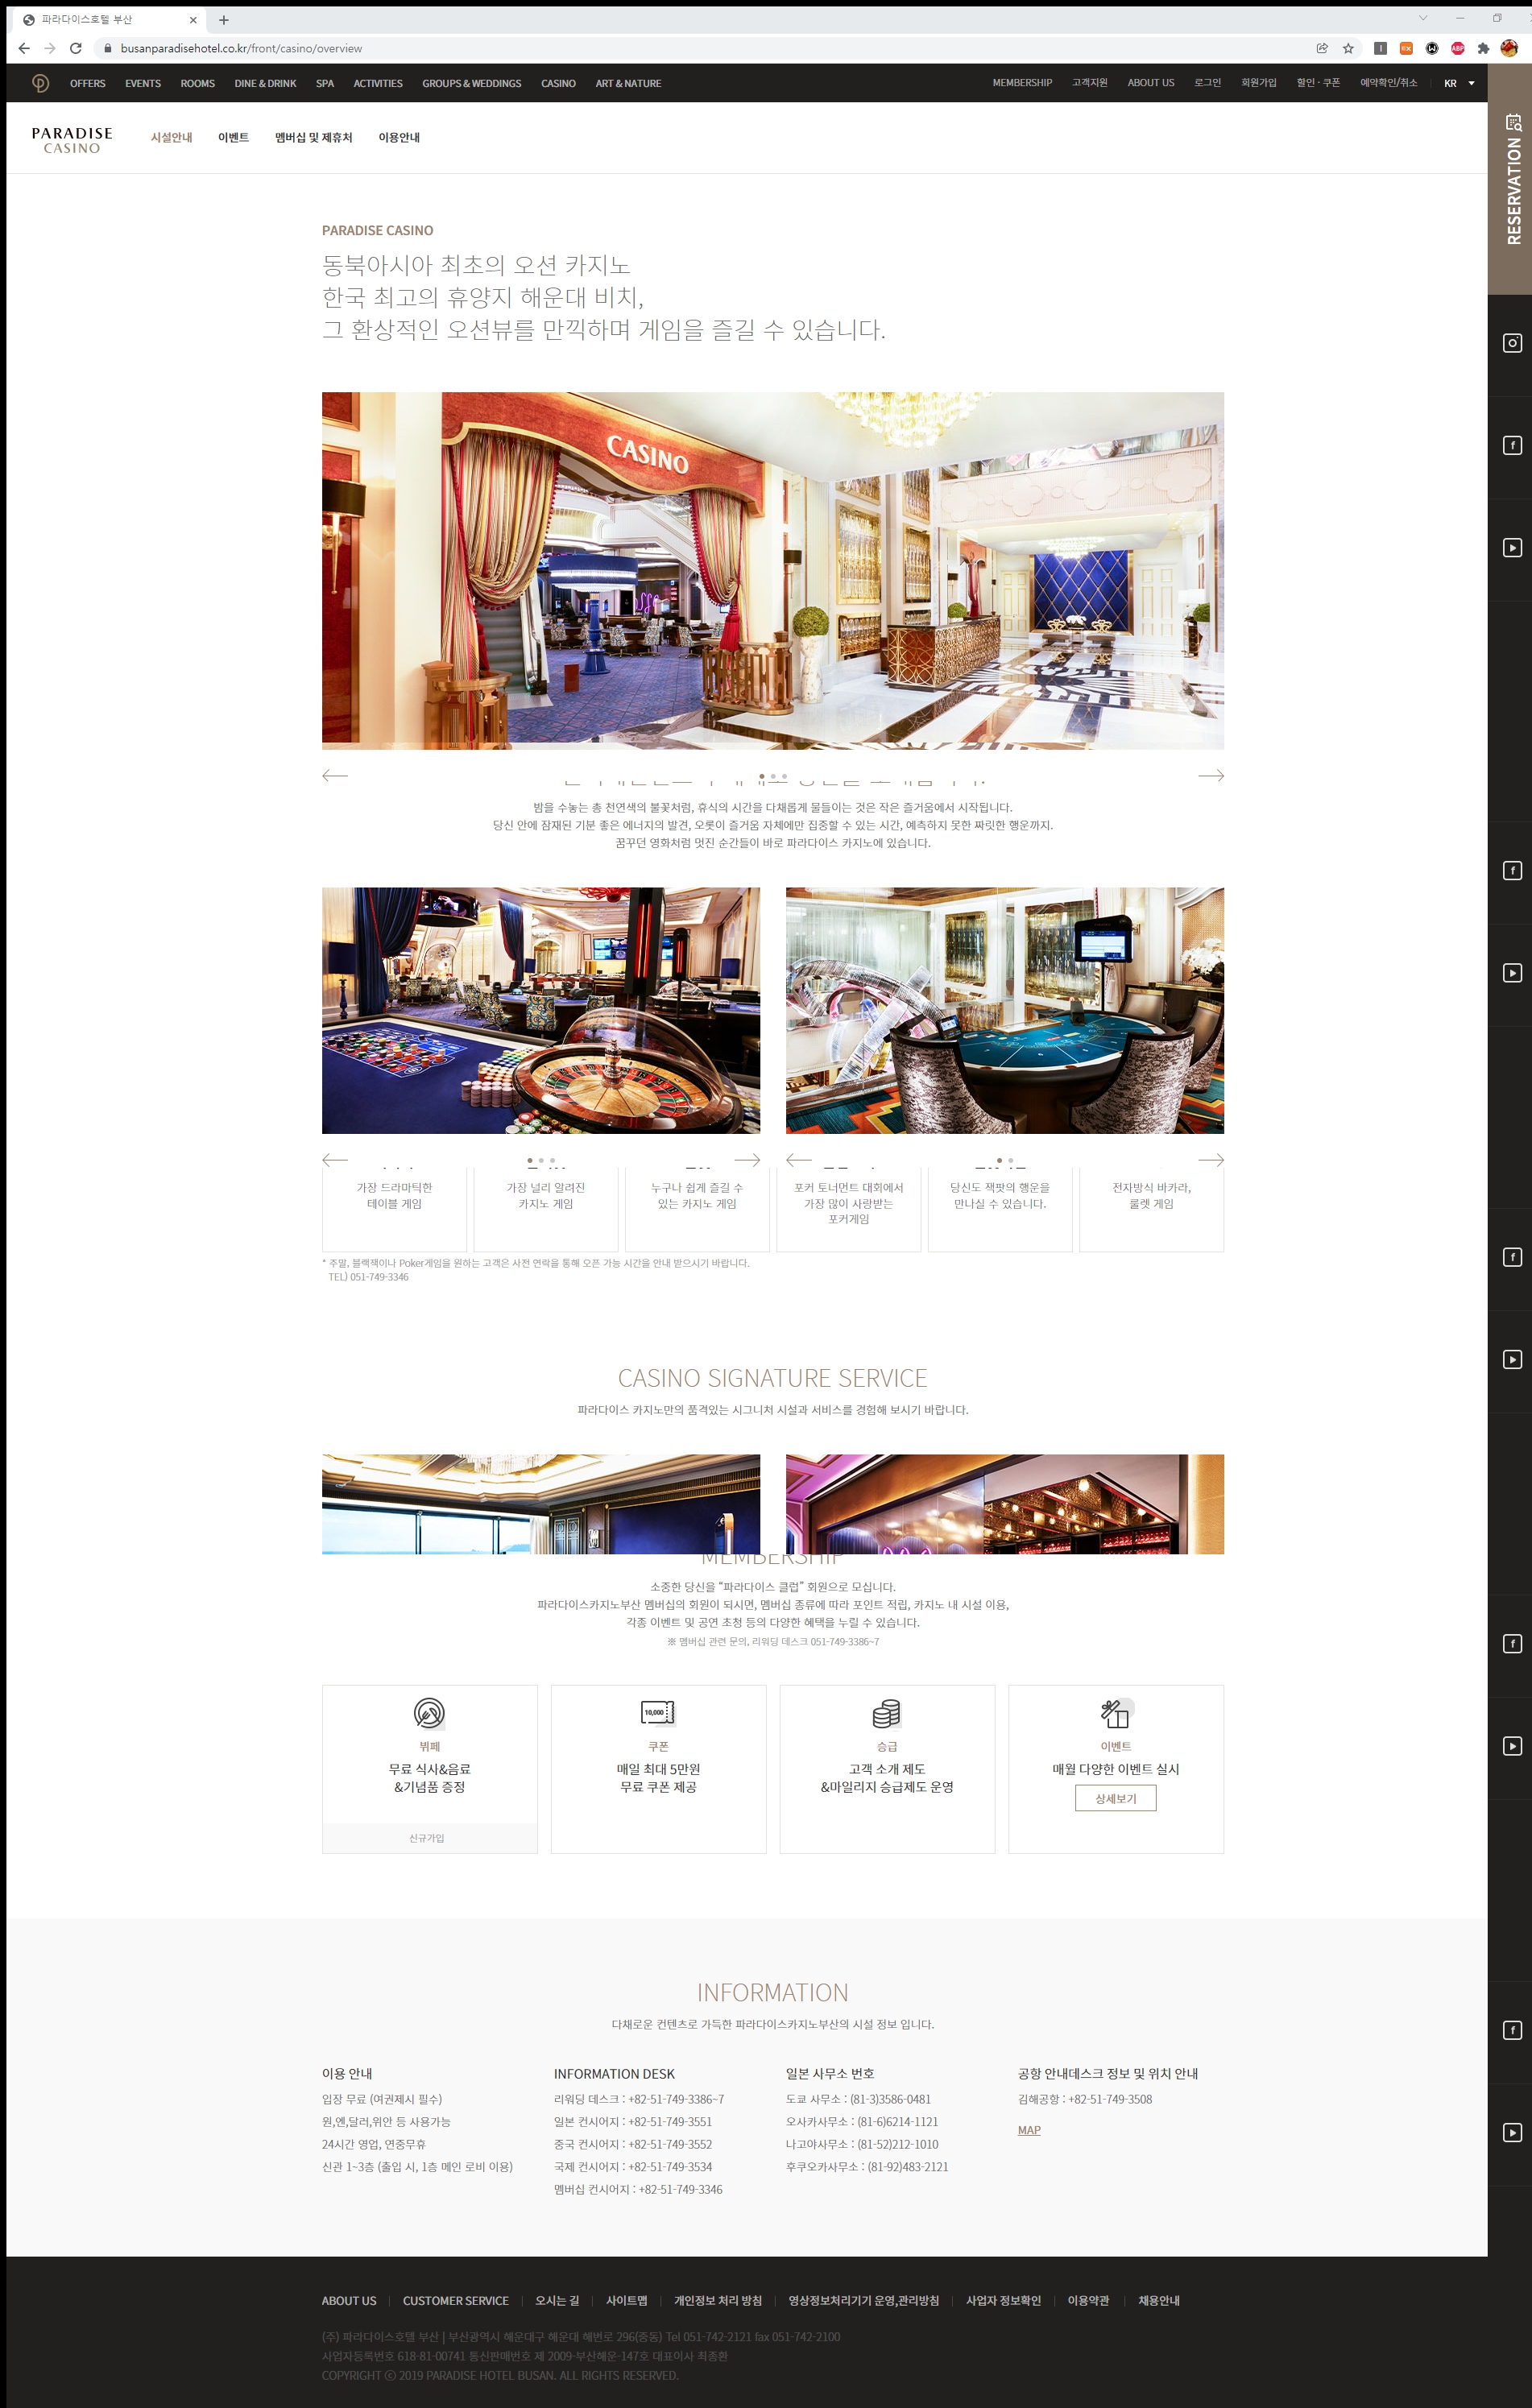 파라다이스호텔 부산
busanparadisehotel.co.kr/front/casino/overview
OFFERS EVENTS ROOMS DINE & DRINK SPA ACTIVITIES GROUPS & WEDDINGS CASINO ART & NATURE MEMBERSHIP 고객지원 ABOUT US 로그인 회원가입 할인 · 쿠폰 예약확인/취소 KR
PARADISE
CASINO
시설안내 이벤트 멤버십 및 제휴처 이용안내
RESERVATION
PARADISE CASINO
동북아시아 최초의 오션 카지노
한국 최고의 휴양지 해운대 비치,
그 환상적인 오션뷰를 만끽하며 게임을 즐길 수 있습니다.
CASINO
밤을 수놓는 총 천연색의 불꽃처럼, 휴식의 시간을 다채롭게 물들이는 것은 작은 즐거움에서 시작됩니다.
당신 안에 잠재된 기분 좋은 에너지의 발견, 오롯이 즐거움 자체에만 집중할 수 있는 시간, 예측하지 못한 짜릿한 행운까지.
꿈꾸던 영화처럼 멋진 순간들이 바로 파라다이스 카지노에 있습니다.
가장 드라마틱한
테이블 게임
가장 널리 알려진
카지노 게임
누구나 쉽게 즐길 수
있는 카지노 게임
포커 토너먼트 대회에서
가장 많이 사랑받는
포커게임
당신도 잭팟의 행운을
만나실 수 있습니다.
전자방식 바카라,
룰렛 게임
* 주말, 블랙잭이나 Poker게임을 원하는 고객은 사전 연락을 통해 오픈 가능 시간을 안내 받으시기 바랍니다.
TEL) 051-749-3346
CASINO SIGNATURE SERVICE
파라다이스 카지노만의 품격있는 시그니처 시설과 서비스를 경험해 보시기 바랍니다.
MEMBERSHIP
소중한 당신을 “파라다이스 클럽” 회원으로 모십니다.
파라다이스카지노부산 멤버십의 회원이 되시면, 멤버십 종류에 따라 포인트 적립, 카지노 내 시설 이용,
각종 이벤트 및 공연 초청 등의 다양한 혜택을 누릴 수 있습니다.
※ 멤버십 관련 문의, 리워딩 데스크 051-749-3386~7
뷔페
무료 식사&음료
&기념품 증정
신규가입
10,000
쿠폰
매일 최대 5만원
무료 쿠폰 제공
승급
고객 소개 제도
&마일리지 승급제도 운영
이벤트
매월 다양한 이벤트 실시
상세보기
INFORMATION
다채로운 컨텐츠로 가득한 파라다이스카지노부산의 시설 정보 입니다.
이용 안내
입장 무료 (여권제시 필수)
원,엔,달러,위안 등 사용가능
24시간 영업, 연중무휴
신관 1~3층 (출입 시, 1층 메인 로비 이용)
INFORMATION DESK
리워딩 데스크 : +82-51-749-3386~7
일본 컨시어지 : +82-51-749-3551
중국 컨시어지 : +82-51-749-3552
국제 컨시어지 : +82-51-749-3534
멤버십 컨시어지 : +82-51-749-3346
일본 사무소 번호
도쿄 사무소 : (81-3)3586-0481
오사카사무소 : (81-6)6214-1121
나고야사무소 : (81-52)212-1010
후쿠오카사무소 : (81-92)483-2121
공항 안내데스크 정보 및 위치 안내
김해공항 : +82-51-749-3508
MAP
ABOUT US CUSTOMER SERVICE 오시는 길 사이트맵 개인정보 처리 방침 영상정보처리기기 운영,관리방침 사업자 정보확인 이용약관 채용안내
(주) 파라다이스호텔 부산 | 부산광역시 해운대구 해운대 해변로 296(중동) Tel 051-742-2121 fax 051-742-2100
사업자등록번호 618-81-00741 통신판매번호 제 2009-부산해운-147호 대표이사 최종환
COPYRIGHT ⓒ 2019 PARADISE HOTEL BUSAN. ALL RIGHTS RESERVED.